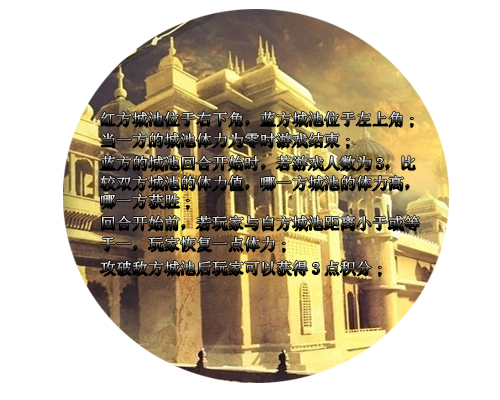 红方城池位于右下角，蓝方城池位于左上角；
当一方的城池体力为零时游戏结束；
蓝方的城池回合开始时，若游戏人数为 3，比
较双方城池的体力值，哪一方城池的体力高，
哪一方获胜；
回合开始前，若玩家与自方城池距离小于或等
于一，玩家恢复一点体力；
攻破敌方城池后玩家可以获得 3 点积分；